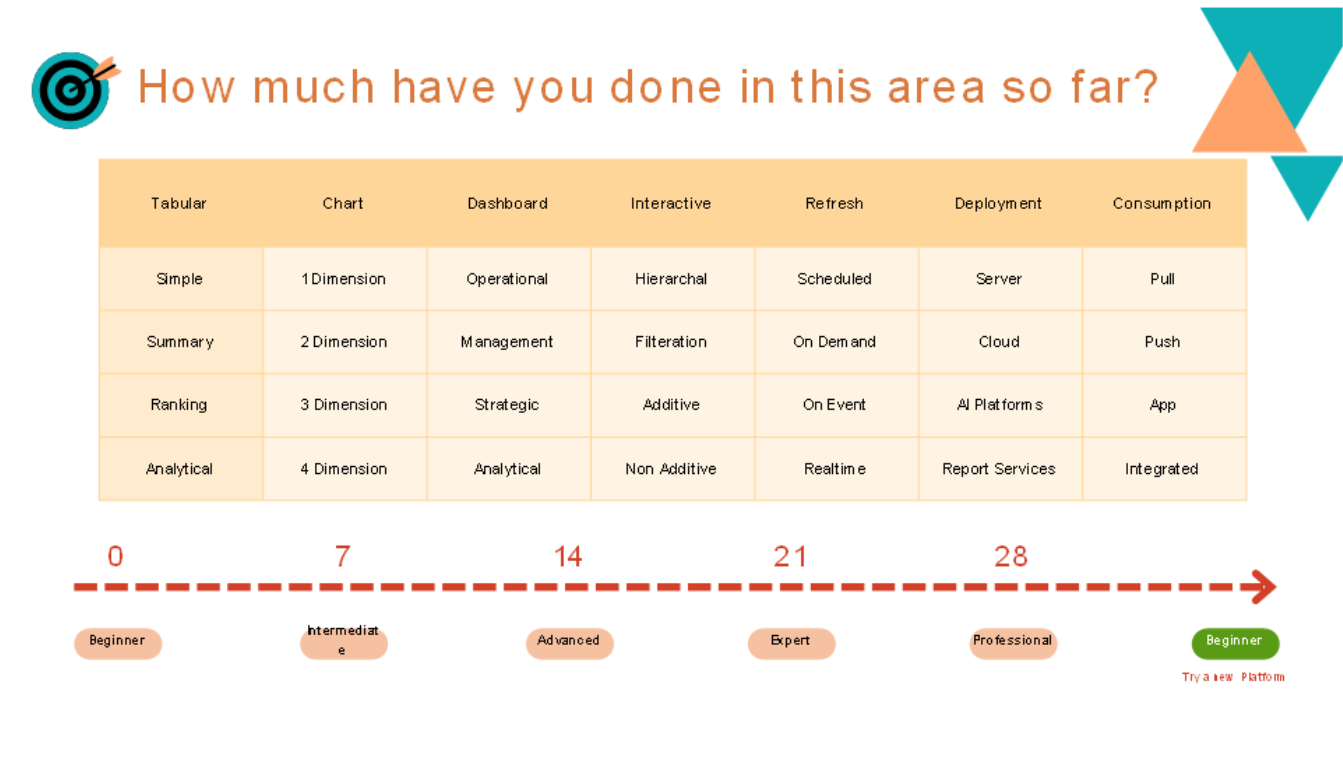 How much have you done in this area so far?
Tabular Chart Dashboard Interactive Refresh Deployment Consumption
Simple 1 Dimension Operational Hierarchal Scheduled Server Pull
Summary 2 Dimension Management Filteration On Demand Cloud Push
Ranking 3 Dimension Strategic Additive On Event AI Platforms App
Analytical 4 Dimension Analytical Non Additive Realtime Report Services Integrated
0 7 14 21 28
Beginner Intermediat Advanced Expert Professional Beginner
e
Try a new Platform